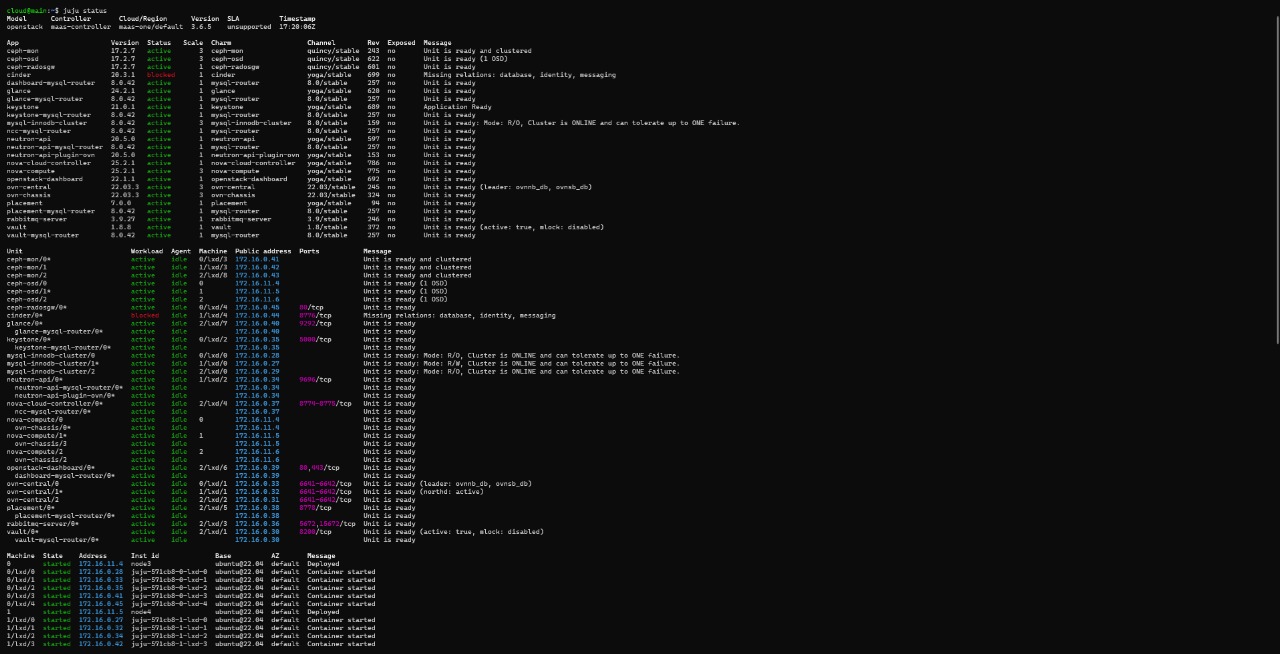 cloud@main:~$ juju status
Model Controller Cloud/Region Version SLA Timestamp
openstack maas-controller maas-one/default 3.6.5 unsupported 17:20:06Z
App Version Status Scale Charm Channel Rev Exposed Message
ceph-mon 17.2.7 active 3 ceph-mon quincy/stable 243 no Unit is ready and clustered
ceph-osd 17.2.7 active 3 ceph-osd quincy/stable 622 no Unit is ready (1 OSD)
ceph-radosgw 17.2.7 active 1 ceph-radosgw quincy/stable 601 no Unit is ready
cinder 20.3.1 blocked 1 cinder yoga/stable 699 no Missing relations: database, identity, messaging
dashboard-mysql-router 8.0.42 active 1 mysql-router 8.0/stable 257 no Unit is ready
glance 24.2.1 active 1 glance yoga/stable 620 no Unit is ready
glance-mysql-router 8.0.42 active 1 mysql-router 8.0/stable 257 no Unit is ready
keystone 21.0.1 active 1 keystone yoga/stable 689 no Application Ready
keystone-mysql-router 8.0.42 active 1 mysql-router 8.0/stable 257 no Unit is ready
mysql-innodb-cluster 8.0.42 active 3 mysql-innodb-cluster 8.0/stable 159 no Unit is ready: Mode: R/O, Cluster is ONLINE and can tolerate up to ONE failure.
ncc-mysql-router 8.0.42 active 1 mysql-router 8.0/stable 257 no Unit is ready
neutron-api 20.5.0 active 1 neutron-api yoga/stable 597 no Unit is ready
neutron-api-mysql-router 8.0.42 active 1 mysql-router 8.0/stable 257 no Unit is ready
neutron-api-plugin-ovn 20.5.0 active 1 neutron-api-plugin-ovn yoga/stable 153 no Unit is ready
nova-cloud-controller 25.2.1 active 1 nova-cloud-controller yoga/stable 786 no Unit is ready
nova-compute 25.2.1 active 3 nova-compute yoga/stable 775 no Unit is ready
openstack-dashboard 22.1.1 active 1 openstack-dashboard yoga/stable 692 no Unit is ready
ovn-central 22.03.3 active 3 ovn-central 22.03/stable 245 no Unit is ready (leader: ovnnb_db, ovnsb_db)
ovn-chassis 22.03.3 active 3 ovn-chassis 22.03/stable 324 no Unit is ready
placement 7.0.0 active 1 placement yoga/stable 94 no Unit is ready
placement-mysql-router 8.0.42 active 1 mysql-router 8.0/stable 257 no Unit is ready
rabbitmq-server 3.9.27 active 1 rabbitmq-server 3.9/stable 246 no Unit is ready
vault 1.8.8 active 1 vault 1.8/stable 372 no Unit is ready (active: true, mlock: disabled)
vault-mysql-router 8.0.42 active 1 mysql-router 8.0/stable 257 no Unit is ready
Unit Workload Agent Machine Public address Ports Message
ceph-mon/0* active idle 0/lxd/3 172.16.0.41 Unit is ready and clustered
ceph-mon/1 active idle 1/lxd/3 172.16.0.42 Unit is ready and clustered
ceph-mon/2 active idle 2/lxd/8 172.16.0.43 Unit is ready and clustered
ceph-osd/0 active idle 0 172.16.11.4 Unit is ready (1 OSD)
ceph-osd/1* active idle 1 172.16.11.5 Unit is ready (1 OSD)
ceph-osd/2 active idle 2 172.16.11.6 Unit is ready (1 OSD)
ceph-radosgw/0* active idle 0/lxd/4 172.16.0.45 80/tcp Unit is ready
cinder/0* blocked idle 1/lxd/4 172.16.0.44 8776/tcp Missing relations: database, identity, messaging
glance/0* active idle 2/lxd/7 172.16.0.40 9292/tcp Unit is ready
glance-mysql-router/0* active idle 172.16.0.40 Unit is ready
keystone/0* active idle 0/lxd/2 172.16.0.35 5000/tcp Unit is ready
keystone-mysql-router/0* active idle 172.16.0.35 Unit is ready
mysql-innodb-cluster/0 active idle 0/lxd/0 172.16.0.28 Unit is ready: Mode: R/O, Cluster is ONLINE and can tolerate up to ONE failure.
mysql-innodb-cluster/1* active idle 1/lxd/0 172.16.0.27 Unit is ready: Mode: R/W, Cluster is ONLINE and can tolerate up to ONE failure.
mysql-innodb-cluster/2 active idle 2/lxd/0 172.16.0.29 Unit is ready: Mode: R/O, Cluster is ONLINE and can tolerate up to ONE failure.
neutron-api/0* active idle 1/lxd/2 172.16.0.34 9696/tcp Unit is ready
neutron-api-mysql-router/0* active idle 172.16.0.34 Unit is ready
neutron-api-plugin-ovn/0* active idle 172.16.0.34 Unit is ready
nova-cloud-controller/0* active idle 2/lxd/4 172.16.0.37 8774-8775/tcp Unit is ready
ncc-mysql-router/0* active idle 172.16.0.37 Unit is ready
nova-compute/0 active idle 0 172.16.11.4 Unit is ready
ovn-chassis/0* active idle 172.16.11.4 Unit is ready
nova-compute/1* active idle 1 172.16.11.5 Unit is ready
ovn-chassis/3 active idle 172.16.11.5 Unit is ready
nova-compute/2 active idle 2 172.16.11.6 Unit is ready
ovn-chassis/2 active idle 172.16.11.6 Unit is ready
openstack-dashboard/0* active idle 2/lxd/6 172.16.0.39 80,443/tcp Unit is ready
dashboard-mysql-router/0* active idle 172.16.0.39 Unit is ready
ovn-central/0 active idle 0/lxd/1 172.16.0.33 6641-6642/tcp Unit is ready (leader: ovnnb_db, ovnsb_db)
ovn-central/1* active idle 1/lxd/1 172.16.0.32 6641-6642/tcp Unit is ready (northd: active)
ovn-central/2 active idle 2/lxd/2 172.16.0.31 6641-6642/tcp Unit is ready
placement/0* active idle 2/lxd/5 172.16.0.38 8778/tcp Unit is ready
placement-mysql-router/0* active idle 172.16.0.38 Unit is ready
rabbitmq-server/0* active idle 2/lxd/3 172.16.0.36 5672,15672/tcp Unit is ready
vault/0* active idle 2/lxd/1 172.16.0.30 8200/tcp Unit is ready (active: true, mlock: disabled)
vault-mysql-router/0* active idle 172.16.0.30 Unit is ready
Machine State Address Inst id Base AZ Message
0 started 172.16.11.4 node3 ubuntu@22.04 default Deployed
0/lxd/0 started 172.16.0.28 juju-571cb8-0-lxd-0 ubuntu@22.04 default Container started
0/lxd/1 started 172.16.0.33 juju-571cb8-0-lxd-1 ubuntu@22.04 default Container started
0/lxd/2 started 172.16.0.35 juju-571cb8-0-lxd-2 ubuntu@22.04 default Container started
0/lxd/3 started 172.16.0.41 juju-571cb8-0-lxd-3 ubuntu@22.04 default Container started
0/lxd/4 started 172.16.0.45 juju-571cb8-0-lxd-4 ubuntu@22.04 default Container started
1 started 172.16.11.5 node4 ubuntu@22.04 default Deployed
1/lxd/0 started 172.16.0.27 juju-571cb8-1-lxd-0 ubuntu@22.04 default Container started
1/lxd/1 started 172.16.0.32 juju-571cb8-1-lxd-1 ubuntu@22.04 default Container started
1/lxd/2 started 172.16.0.34 juju-571cb8-1-lxd-2 ubuntu@22.04 default Container started
1/lxd/3 started 172.16.0.42 juju-571cb8-1-lxd-3 ubuntu@22.04 default Container started